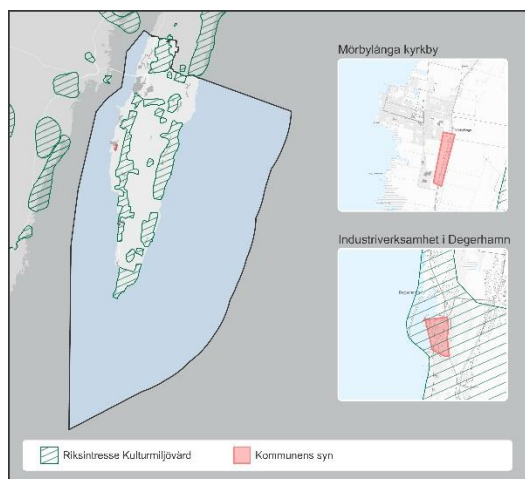 Mörbylånga kyrkby
Industriverksamhet i Degerhamn
Riksintresse Kulturmiljövård
Kommunens syn